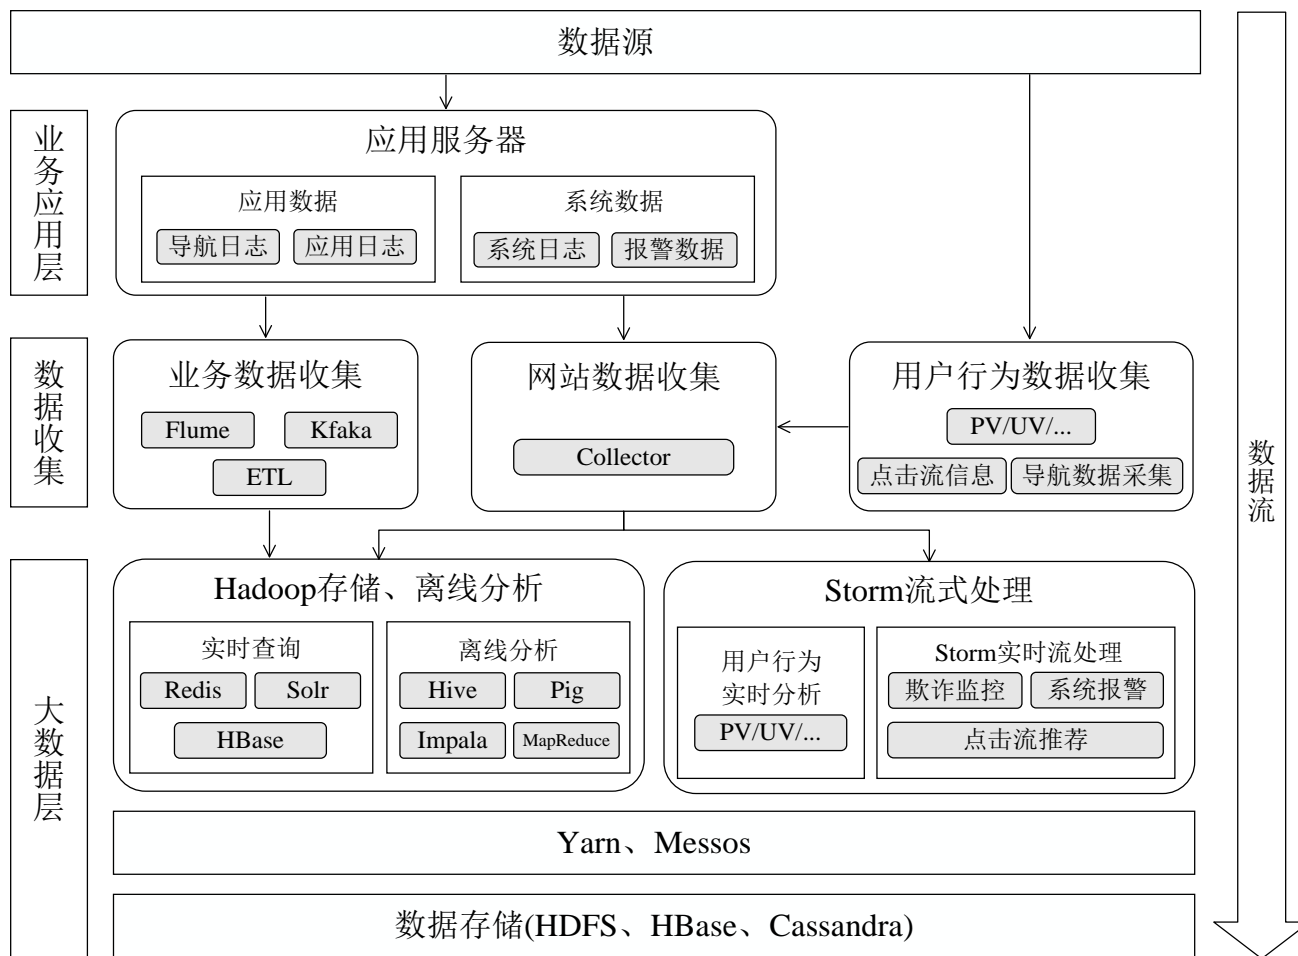 数据源
业务应用层
应用服务器
应用数据
导航日志
应用日志
系统数据
系统日志
报警数据
数据收集
业务数据收集
Flume
Kfaka
ETL
网站数据收集
Collector
用户行为数据收集
PV/UV/...
点击流信息
导航数据采集
大数据层
Hadoop存储、离线分析
实时查询
Redis
Solr
HBase
离线分析
Hive
Pig
Impala
MapReduce
Storm流式处理
用户行为
实时分析
PV/UV/...
Storm实时流处理
欺诈监控
系统报警
点击流推荐
Yarn、Messos
数据存储(HDFS、HBase、Cassandra)
数据流